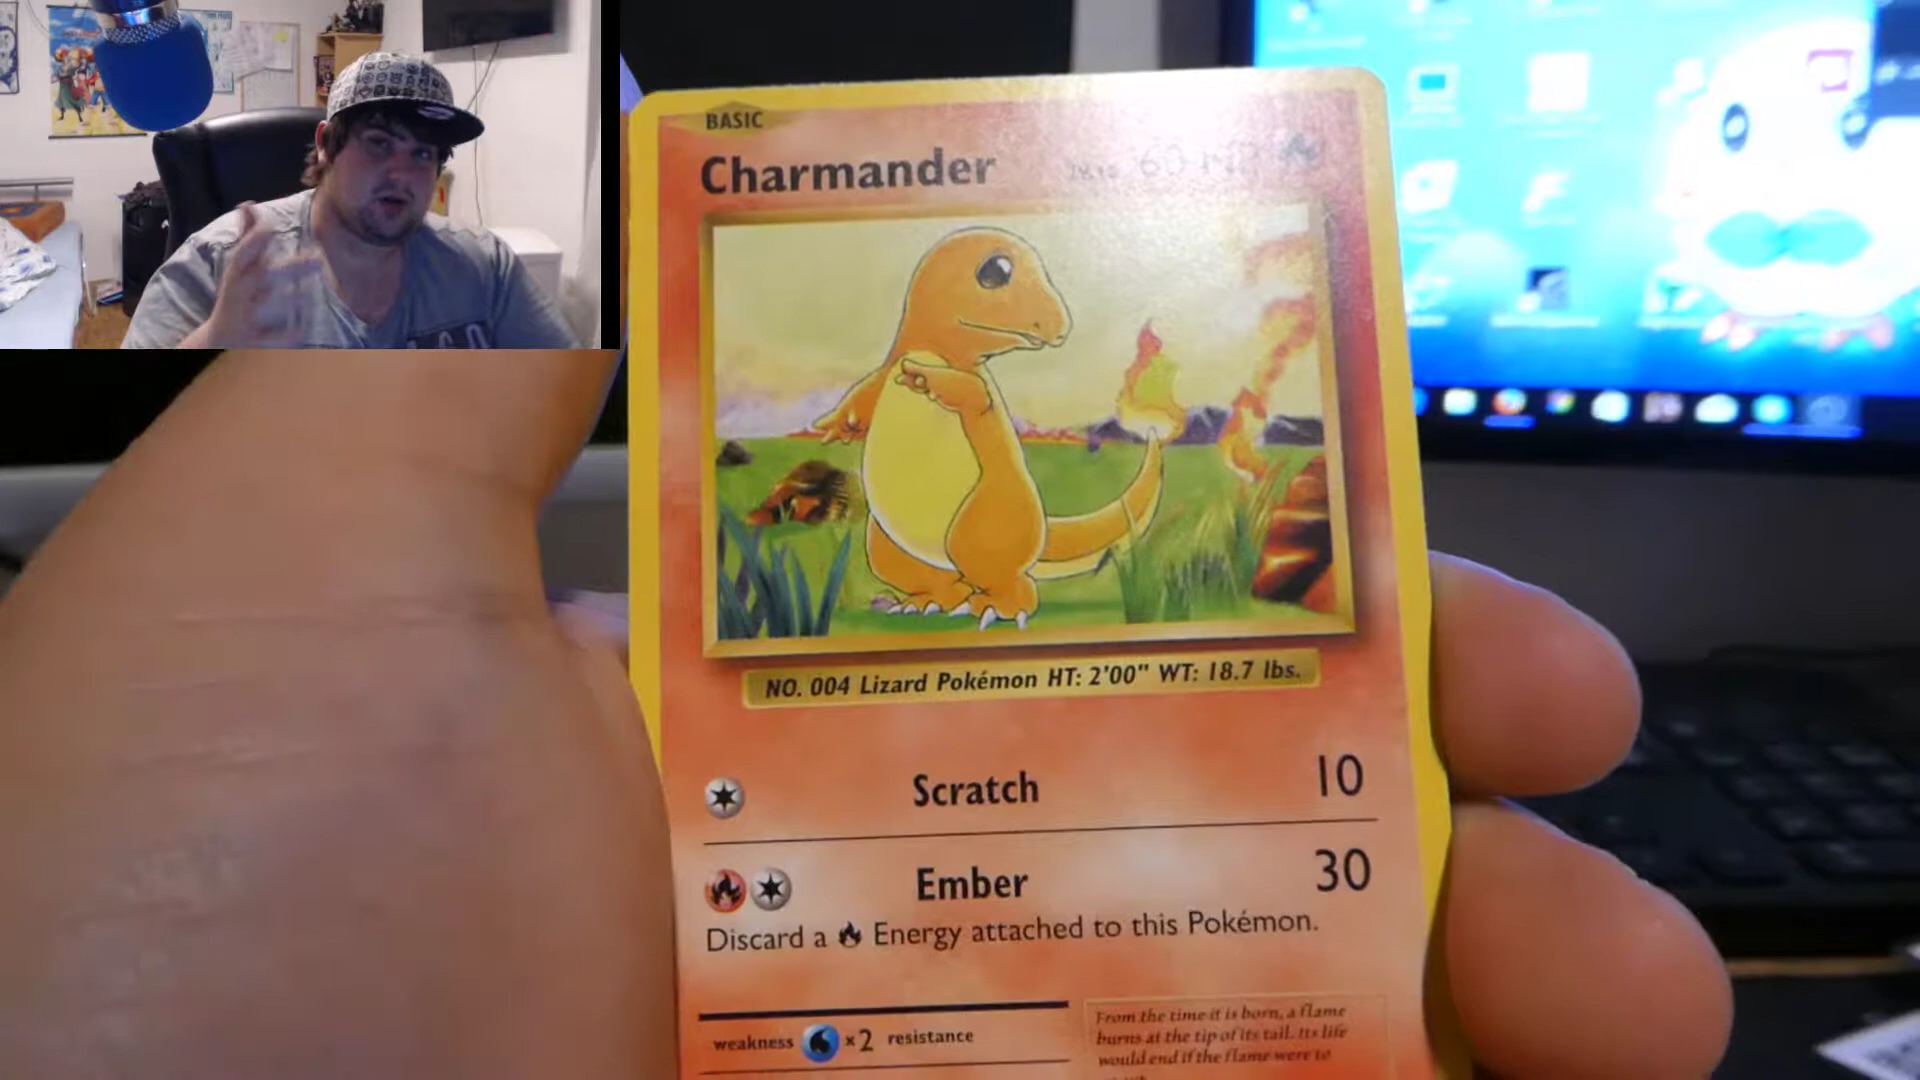 BASIC
Charmander 60 HP
NO. 004 Lizard Pokémon HT: 2'00" WT: 18.7 lbs.
Scratch 10
Ember 30
Discard a Energy attached to this Pokémon.
weakness ×2 resistance
From the time it is born, a flame
burns at the tip of its tail. Its life
would end if the flame were to